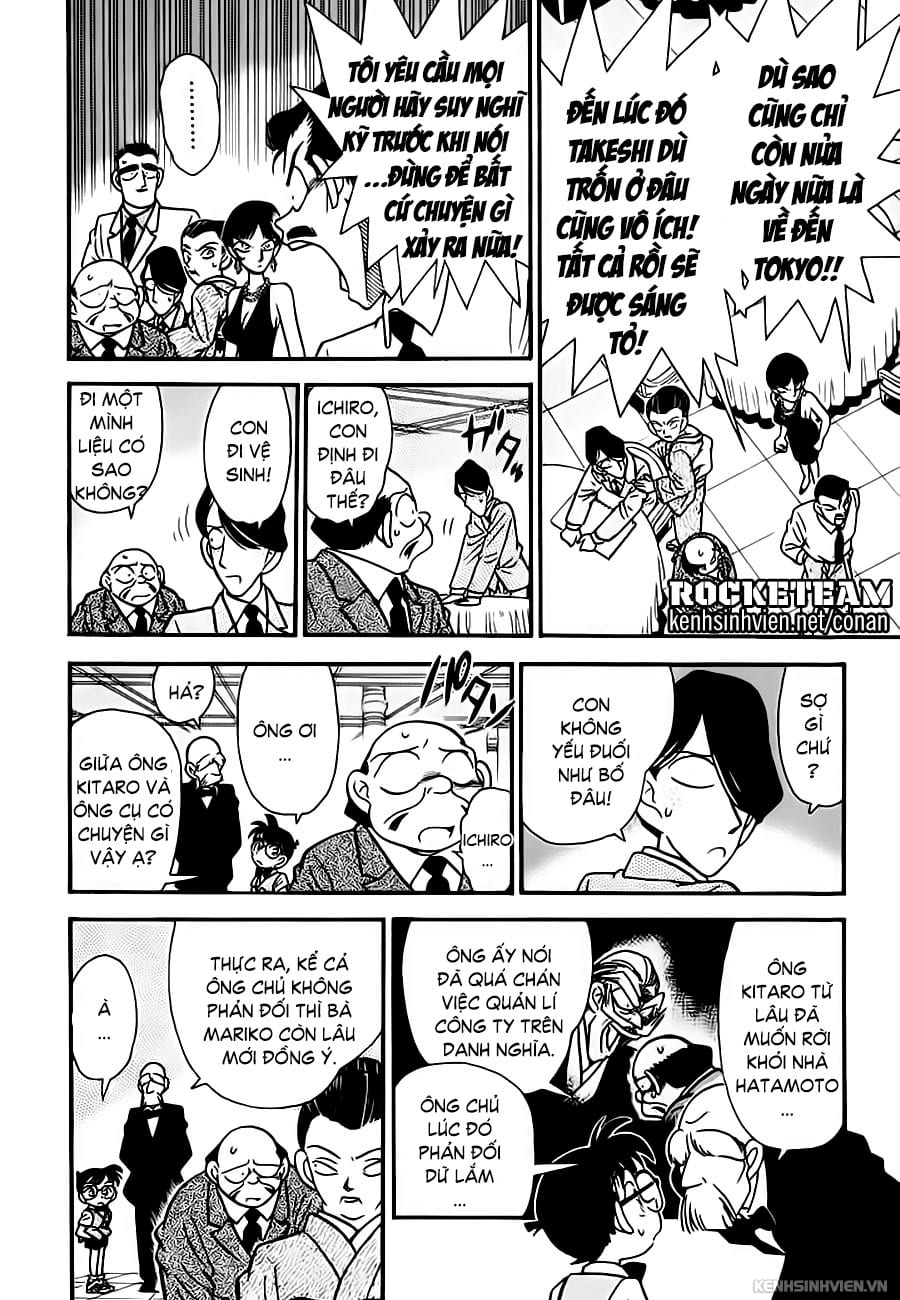 DÙ SAO
CŨNG CHỈ
CÒN NỬA
NGÀY NỮA LÀ
VỀ ĐẾN
TOKYO!!
ĐẾN LÚC ĐÓ
TAKESHI DÙ
TRỐN Ở ĐÂU
CŨNG VÔ ÍCH!
TẤT CẢ RỒI SẼ
ĐƯỢC SÁNG
TỎ!
TÔI YÊU CẦU MỌI
NGƯỜI HÃY SUY NGHĨ
KỸ TRƯỚC KHI NÓI
...ĐỪNG ĐỂ BẤT
CỨ CHUYỆN GÌ
XẢY RA NỮA!
........
ROCKETEAM
kenhsinhvien.net/conan
ガタ
ICHIRO,
CON
ĐỊNH ĐI
ĐÂU
THẾ?
CON
ĐI VỆ
SINH!
ĐI MỘT
MÌNH
LIỆU CÓ
SAO
KHÔNG?
SỢ
GÌ
CHỨ
?
CON
KHÔNG
YẾU ĐUỐI
NHƯ BỐ
ĐÂU!
バタン
ICHIRO
...
ÔNG ƠI
...
HẢ?
GIỮA ÔNG
KITARO VÀ
ÔNG CỤ CÓ
CHUYỆN GÌ
VẬY Ạ?
ÔNG
KITARO TỪ
LÂU ĐÃ
MUỐN RỜI
KHỎI NHÀ
HATAMOTO
...
ÔNG ẤY NÓI
ĐÃ QUÁ CHÁN
VIỆC QUẢN LÍ
CÔNG TY TRÊN
DANH NGHĨA.
ÔNG CHỦ
LÚC ĐÓ
PHẢN ĐỐI
DỮ LẮM
...
THỰC RA, KỂ CẢ
ÔNG CHỦ KHÔNG
PHẢN ĐỐI THÌ BÀ
MARIKO CÒN LÂU
MỚI ĐỒNG Ý.
À
...
KENHSINHVIEN.VN